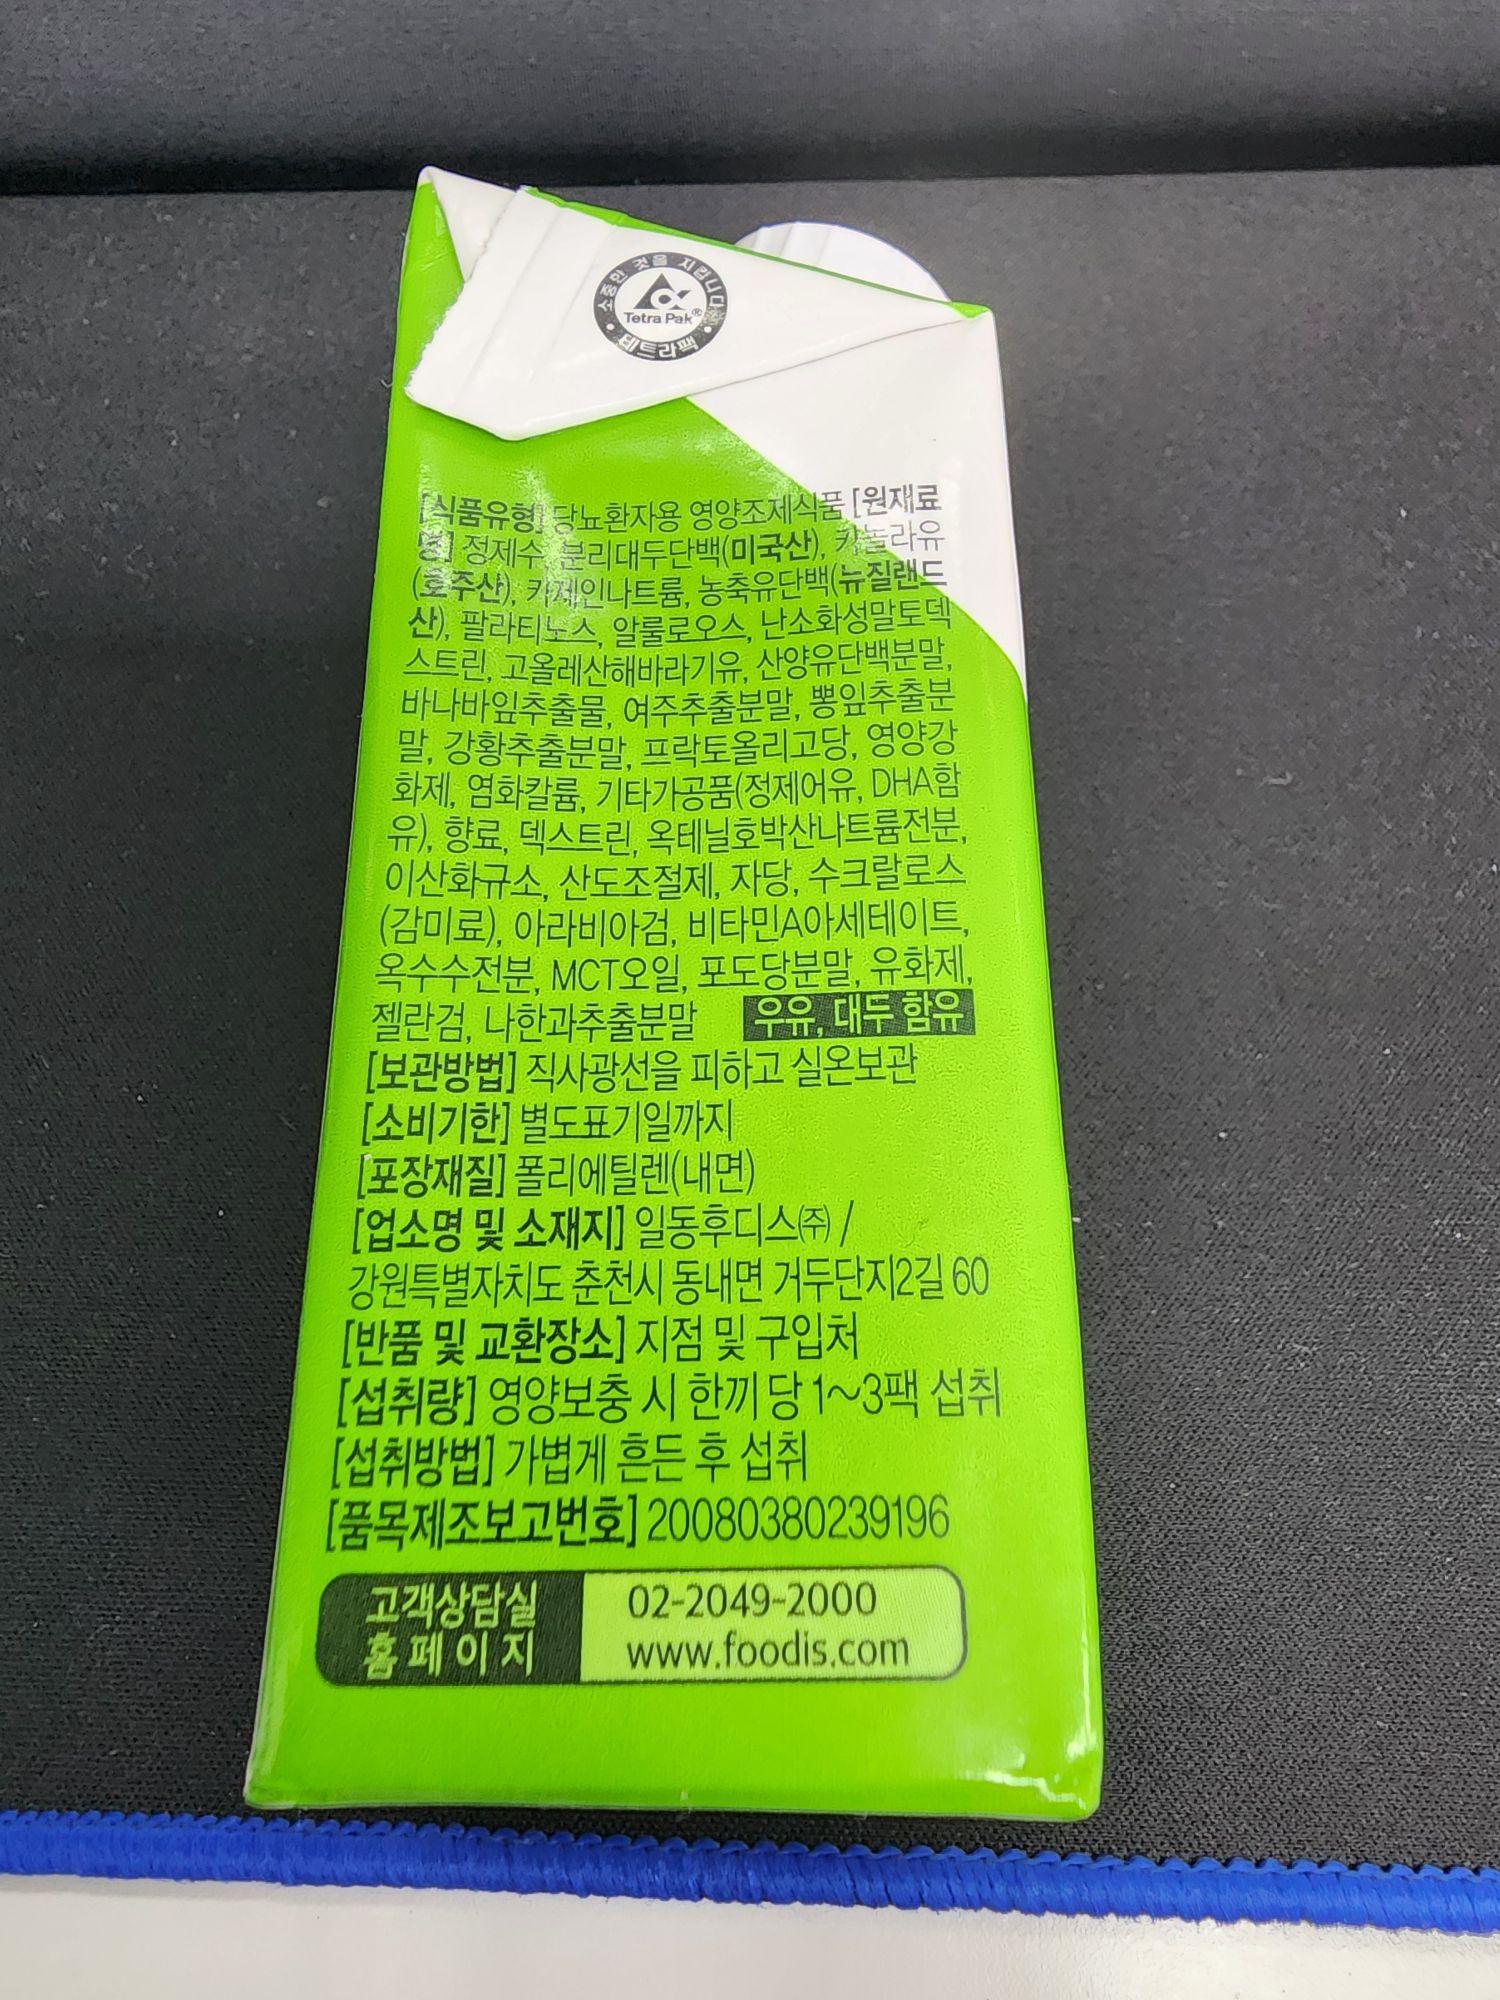 소중한 것을 지킵니다
Tetra Pak®
테트라팩
[식품유형] 당뇨환자용 영양조제식품 [원재료
명] 정제수, 분리대두단백(미국산), 카놀라유
(호주산), 카제인나트륨, 농축유단백(뉴질랜드
산), 팔라티노스, 알룰로오스, 난소화성말토덱
스트린, 고올레산해바라기유, 산양유단백분말,
바나바잎추출물, 여주추출분말, 뽕잎추출분
말, 강황추출분말, 프락토올리고당, 영양강
화제, 염화칼륨, 기타가공품(정제어유, DHA함
유), 향료, 덱스트린, 옥테닐호박산나트륨전분,
이산화규소, 산도조절제, 자당, 수크랄로스
(감미료), 아라비아검, 비타민A아세테이트,
옥수수전분, MCT오일, 포도당분말, 유화제,
젤란검, 나한과추출분말 우유, 대두 함유
[보관방법] 직사광선을 피하고 실온보관
[소비기한] 별도표기일까지
[포장재질] 폴리에틸렌(내면)
[업소명 및 소재지] 일동후디스㈜ /
강원특별자치도 춘천시 동내면 거두단지2길 60
[반품 및 교환장소] 지점 및 구입처
[섭취량] 영양보충 시 한끼 당 1~3팩 섭취
[섭취방법] 가볍게 흔든 후 섭취
[품목제조보고번호] 20080380239196
고객상담실 02-2049-2000
홈페이지 www.foodis.com